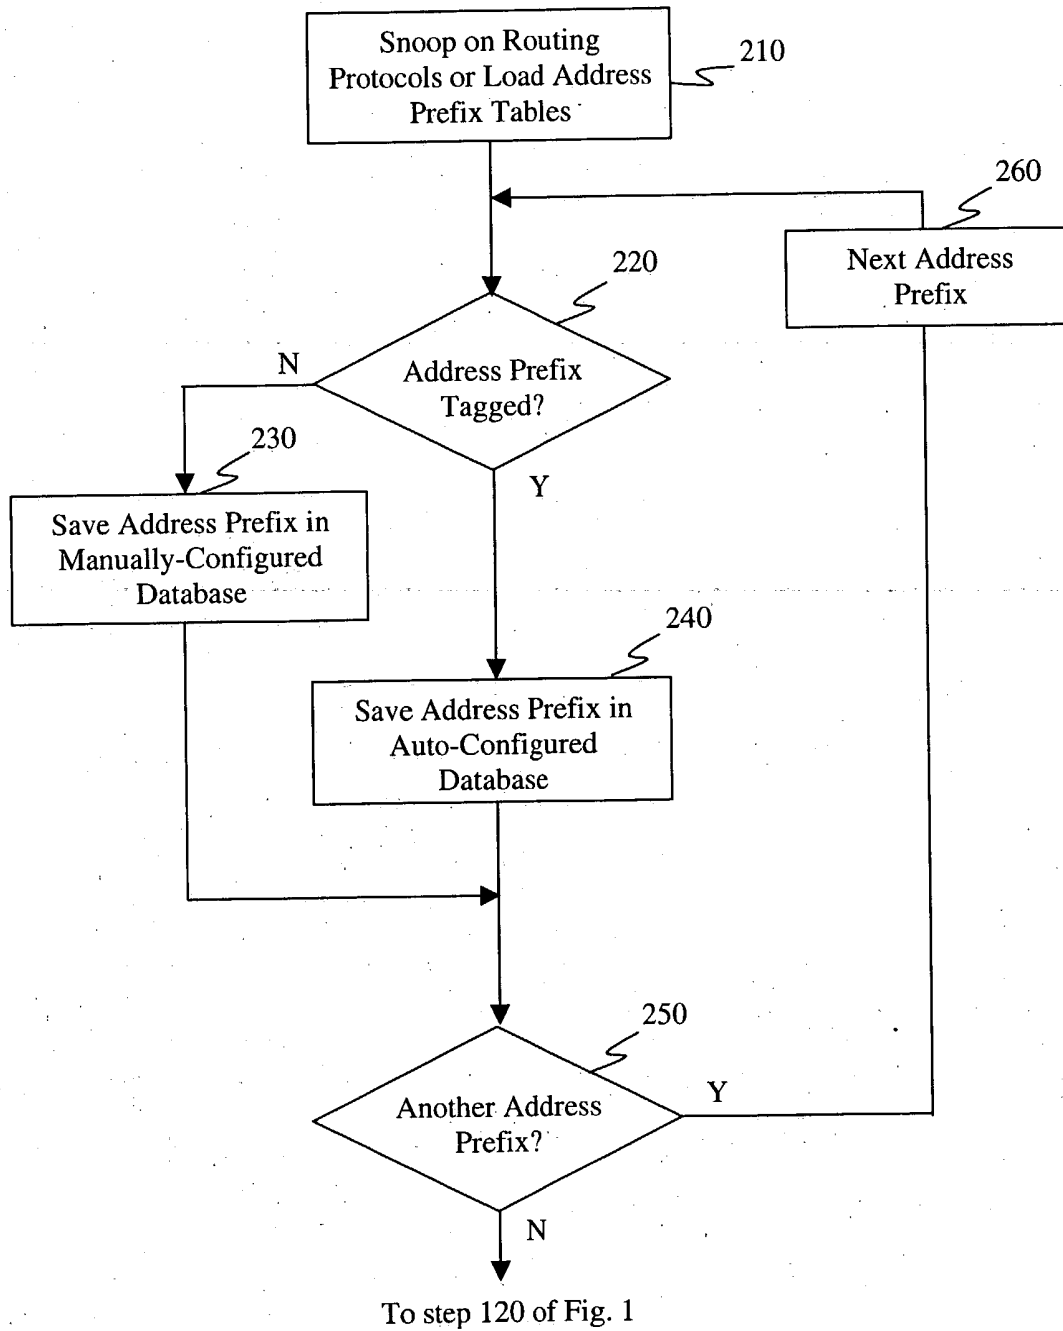 Snoop on Routing
Protocols or Load Address
Prefix Tables
210
260
Next Address
Prefix
220
N
Address Prefix
Tagged?
Y
230
Save Address Prefix in
Manually-Configured
Database
240
Save Address Prefix in
Auto-Configured
Database
250
Another Address
Prefix?
Y
N
To step 120 of Fig. 1